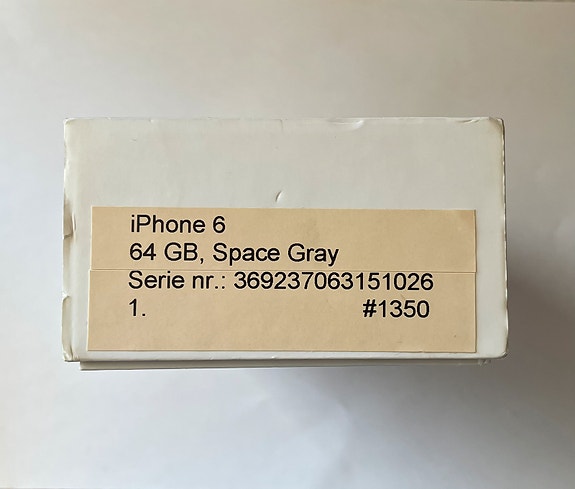 iPhone 6
64 GB, Space Gray
Serie nr.: 369237063151026
1. #1350